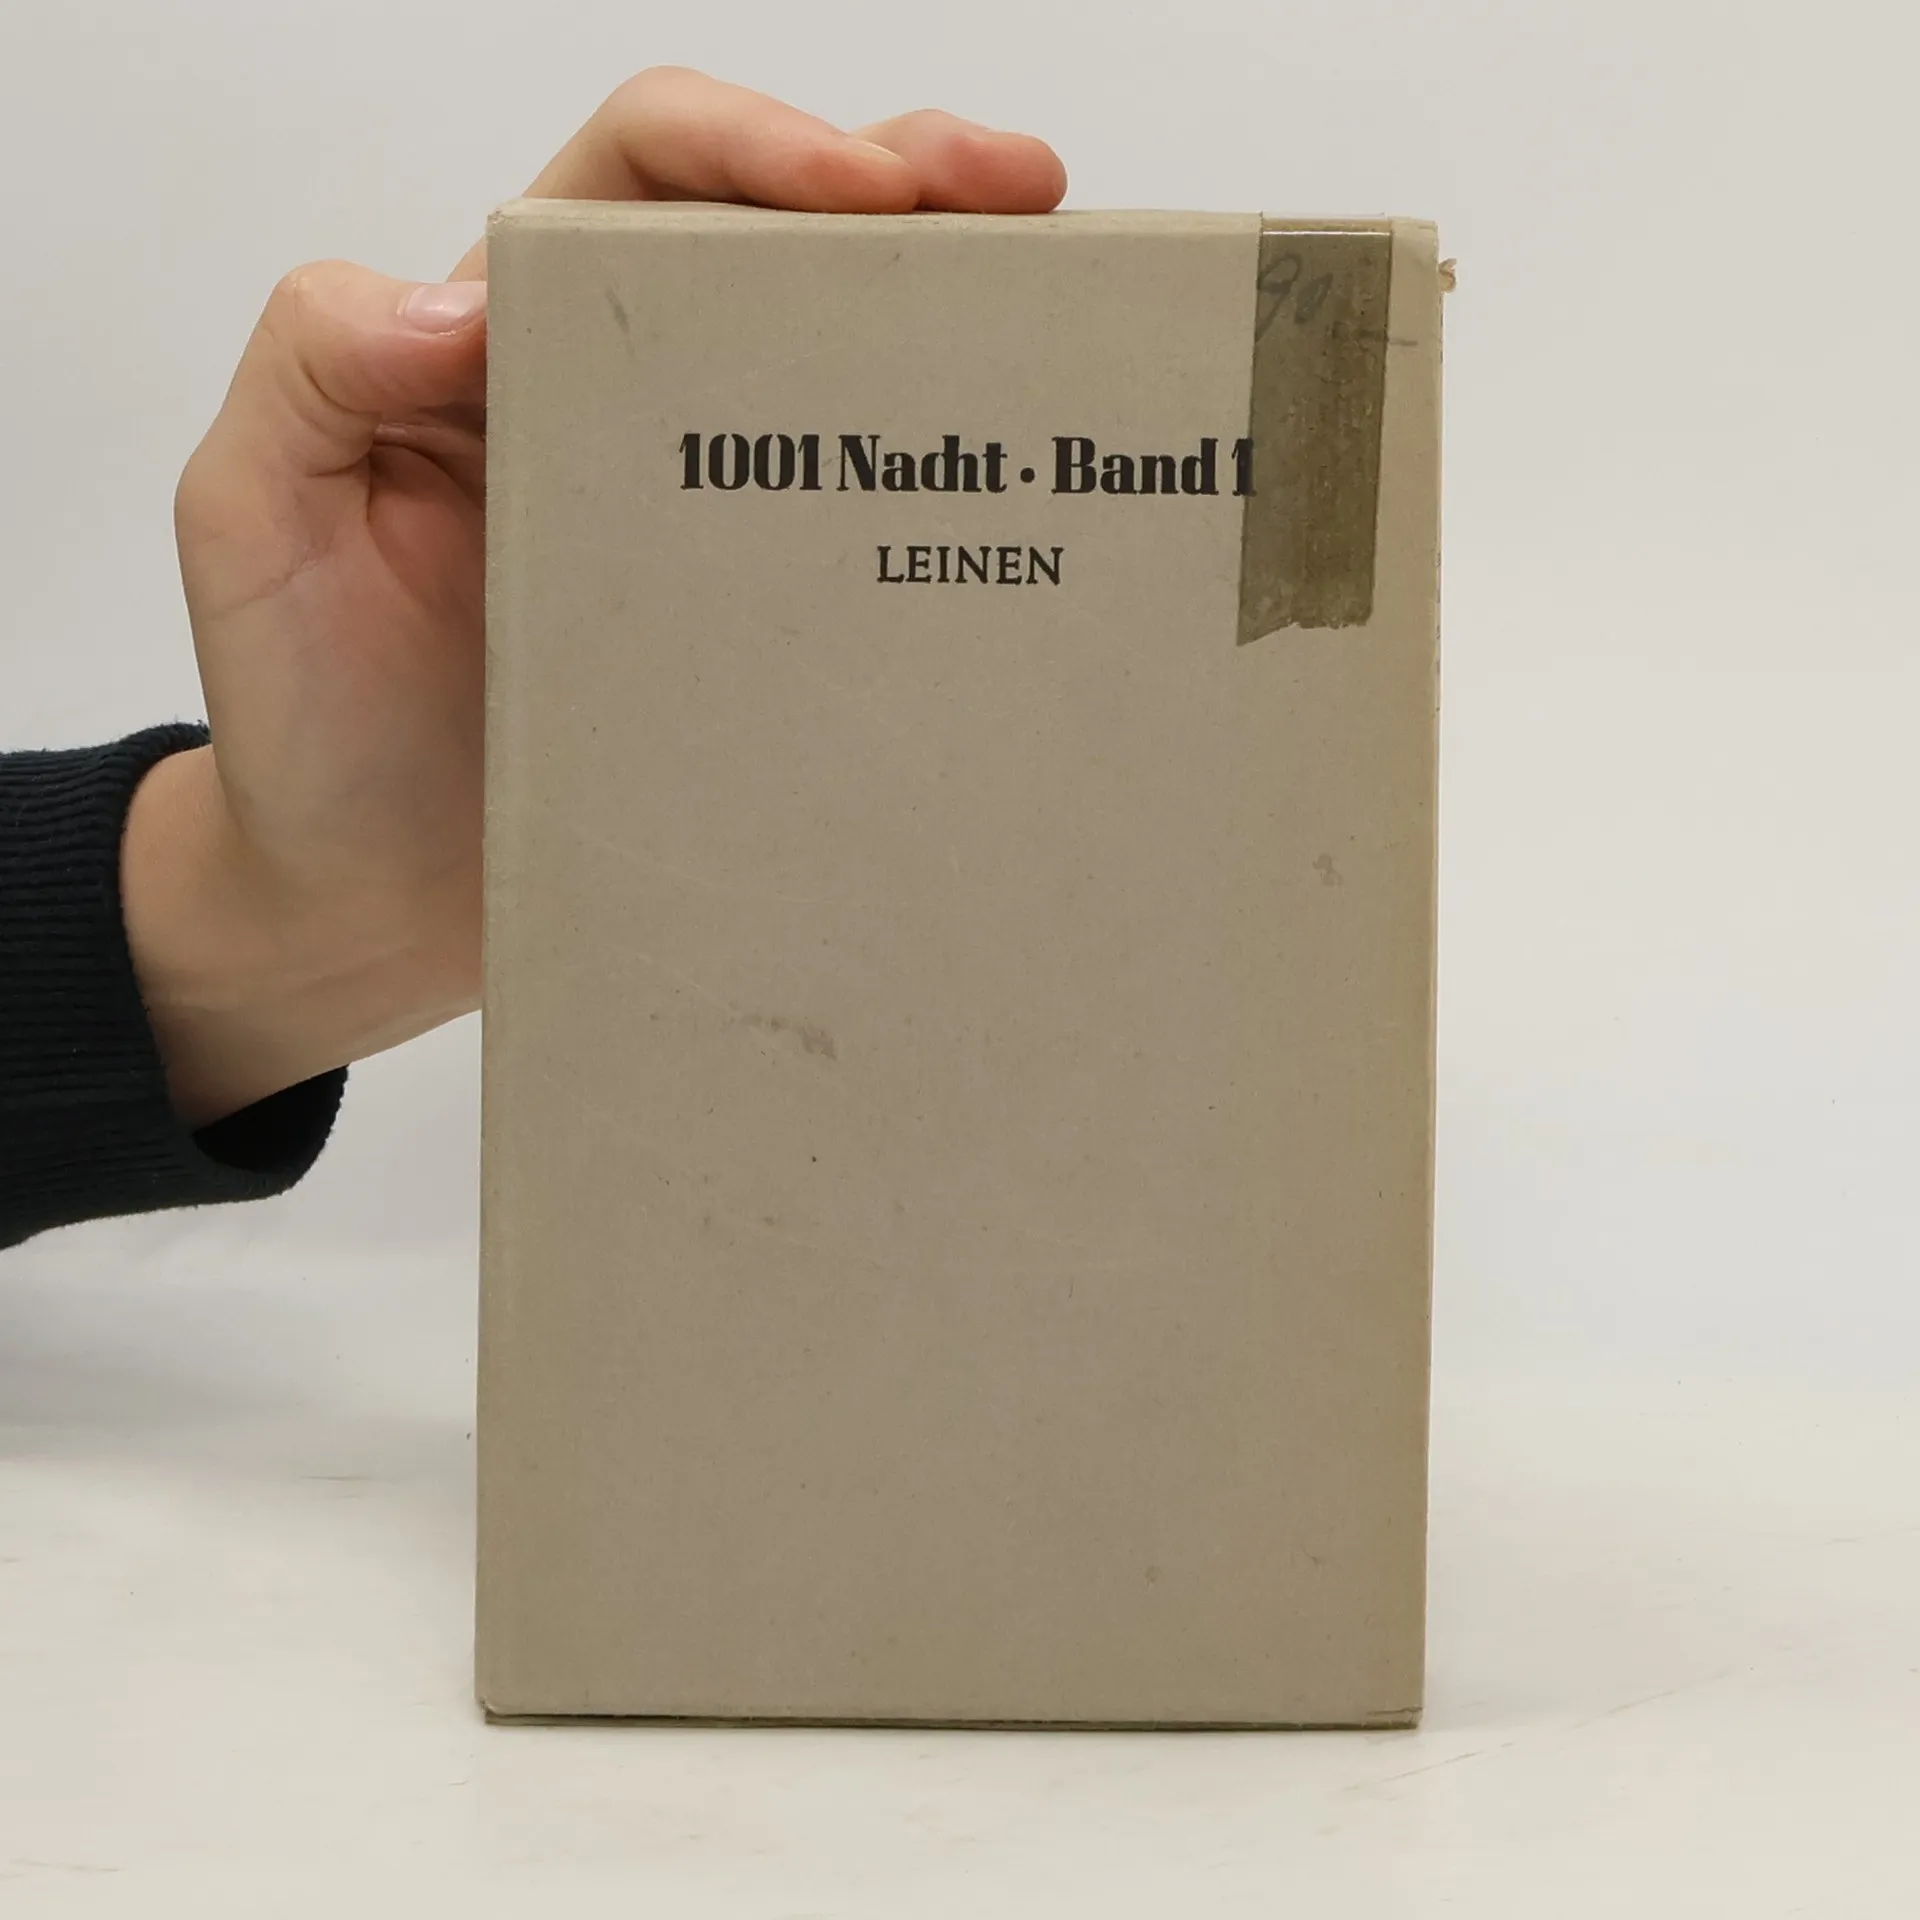 1001 Nacht · Band 1
LEINEN